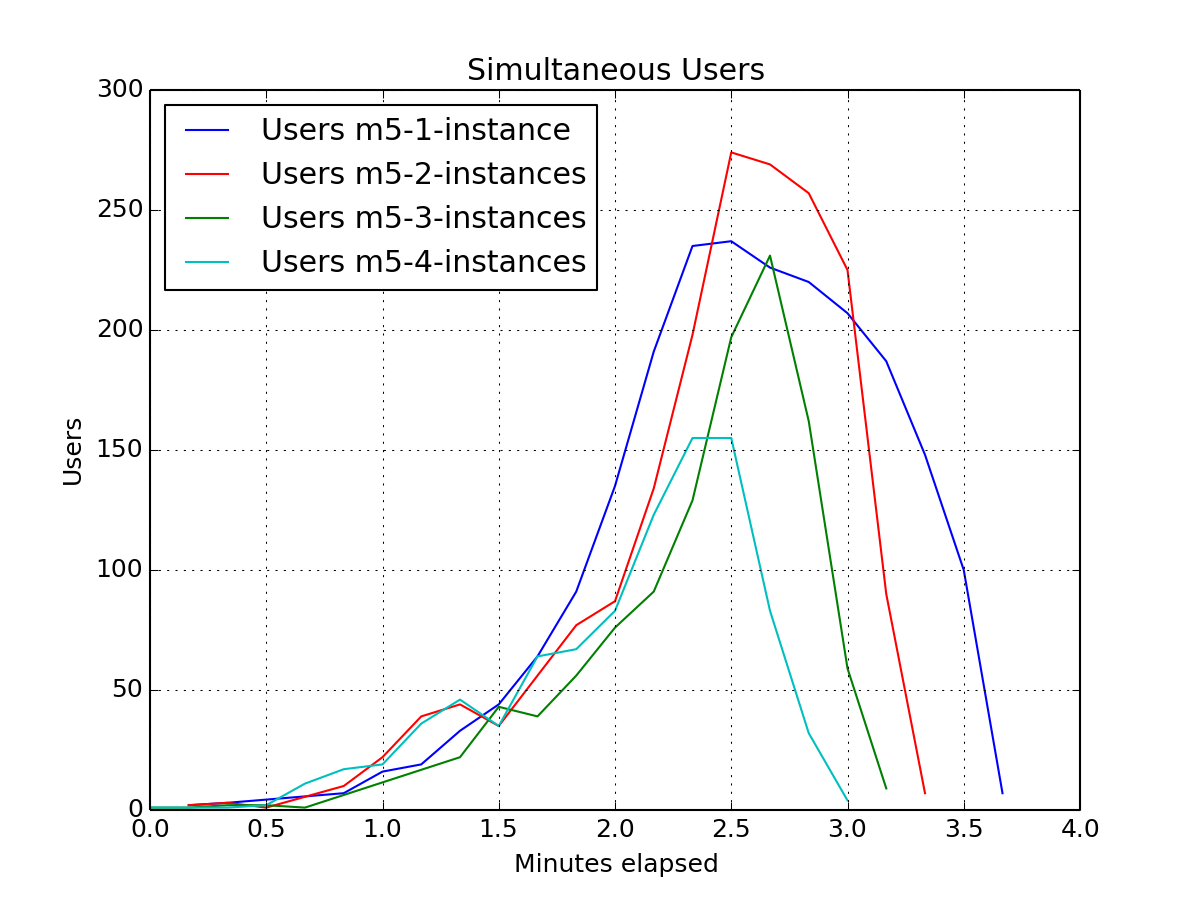 Simultaneous Users
300
250
200
150
100
50
0
Users
Users m5-1-instance
Users m5-2-instances
Users m5-3-instances
Users m5-4-instances
0.0 0.5 1.0 1.5 2.0 2.5 3.0 3.5 4.0
Minutes elapsed